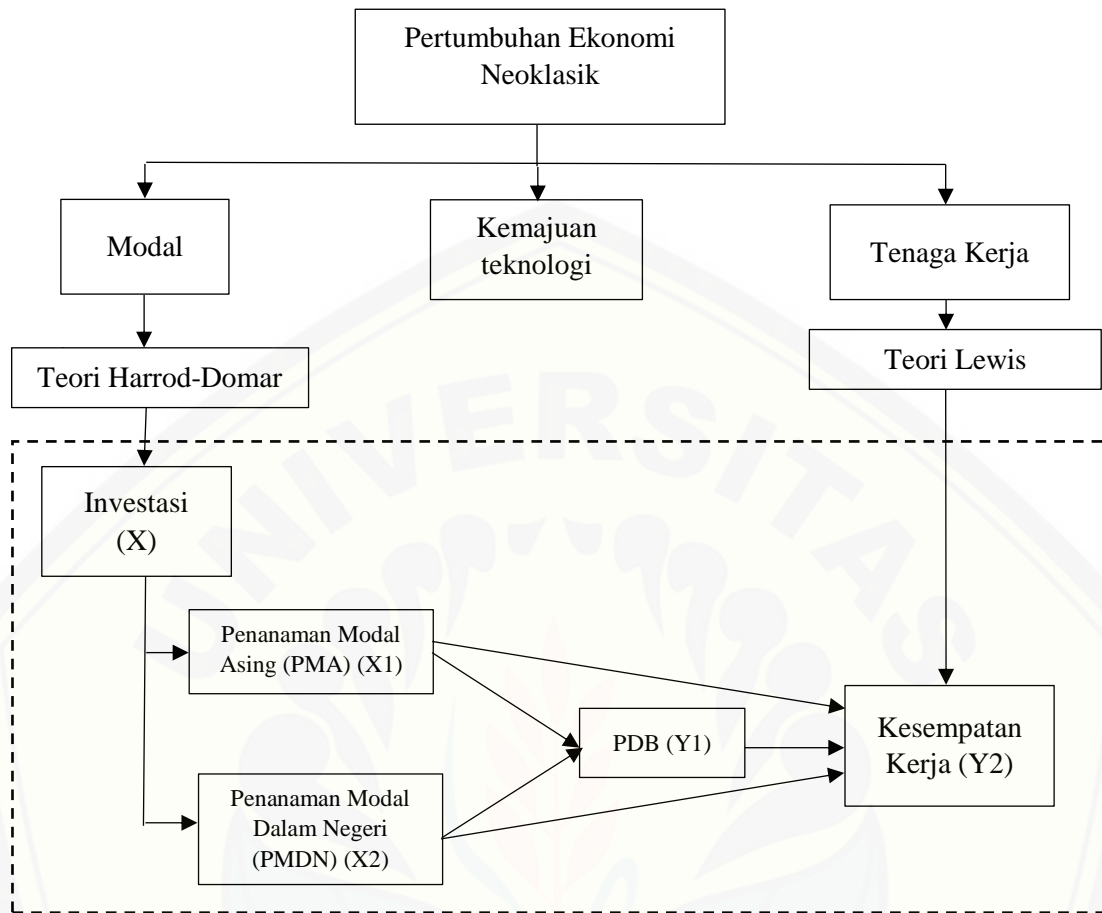 Pertumbuhan Ekonomi
Neoklasik
Modal
Kemajuan
teknologi
Tenaga Kerja
Teori Harrod-Domar
Teori Lewis
Investasi
(X)
Penanaman Modal
Asing (PMA) (X1)
PDB (Y1)
Kesempatan
Kerja (Y2)
Penanaman Modal
Dalam Negeri
(PMDN) (X2)
UNIVERSITAS